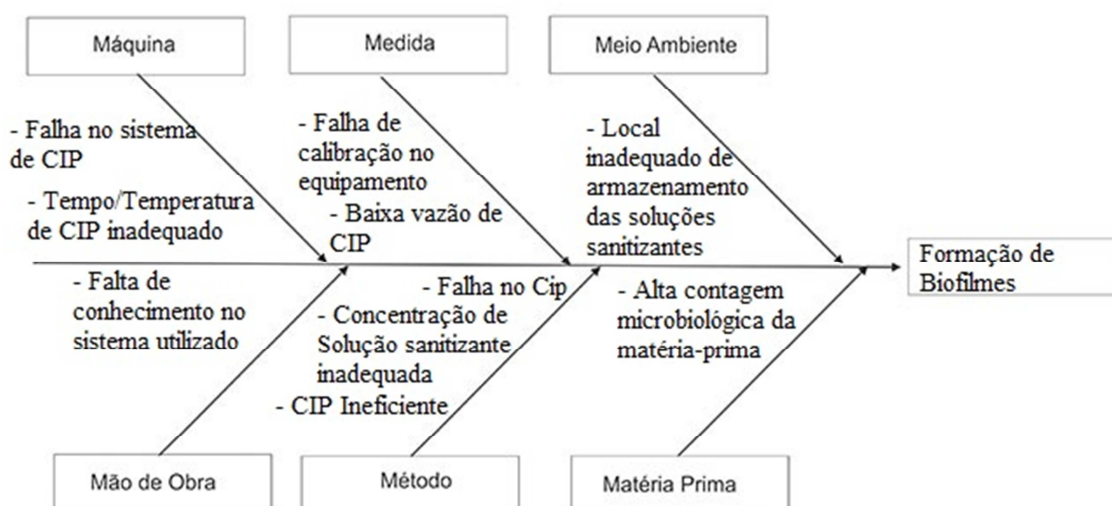 Máquina
Medida
Meio Ambiente
- Falha no sistema
de CIP
- Tempo/Temperatura
de CIP inadequado
- Falha de
calibração no
equipamento
- Baixa vazão de
CIP
- Local
inadequado de
armazenamento
das soluções
sanitizantes
Formação de
Biofilmes
- Falta de
conhecimento no
sistema utilizado
- Falha no Cip
- Concentração de
Solução sanitizante
inadequada
- CIP Ineficiente
- Alta contagem
microbiológica da
matéria-prima
Mão de Obra
Método
Matéria Prima